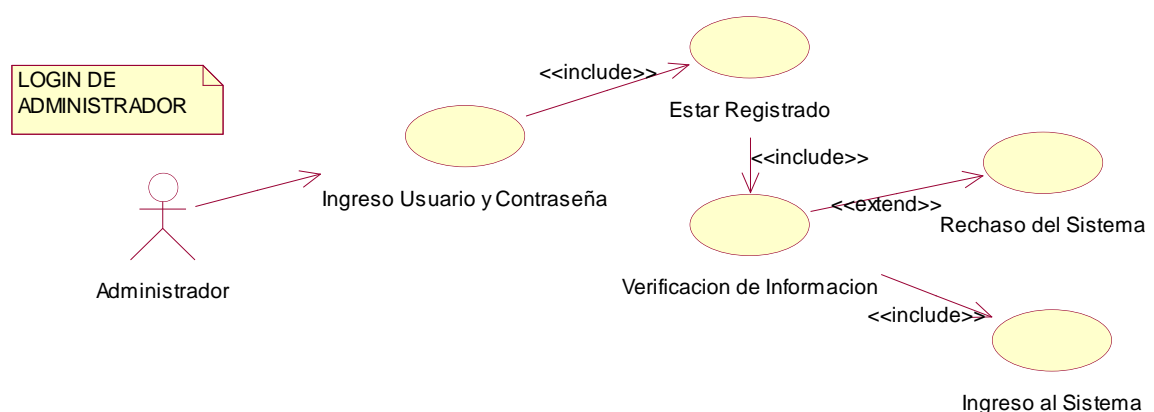 LOGIN DE
ADMINISTRADOR
<<include>>
Estar Registrado
<<include>>
Ingreso Usuario y Contraseña
<<extend>>
Rechaso del Sistema
Administrador
Verificacion de Informacion
<<include>>
Ingreso al Sistema